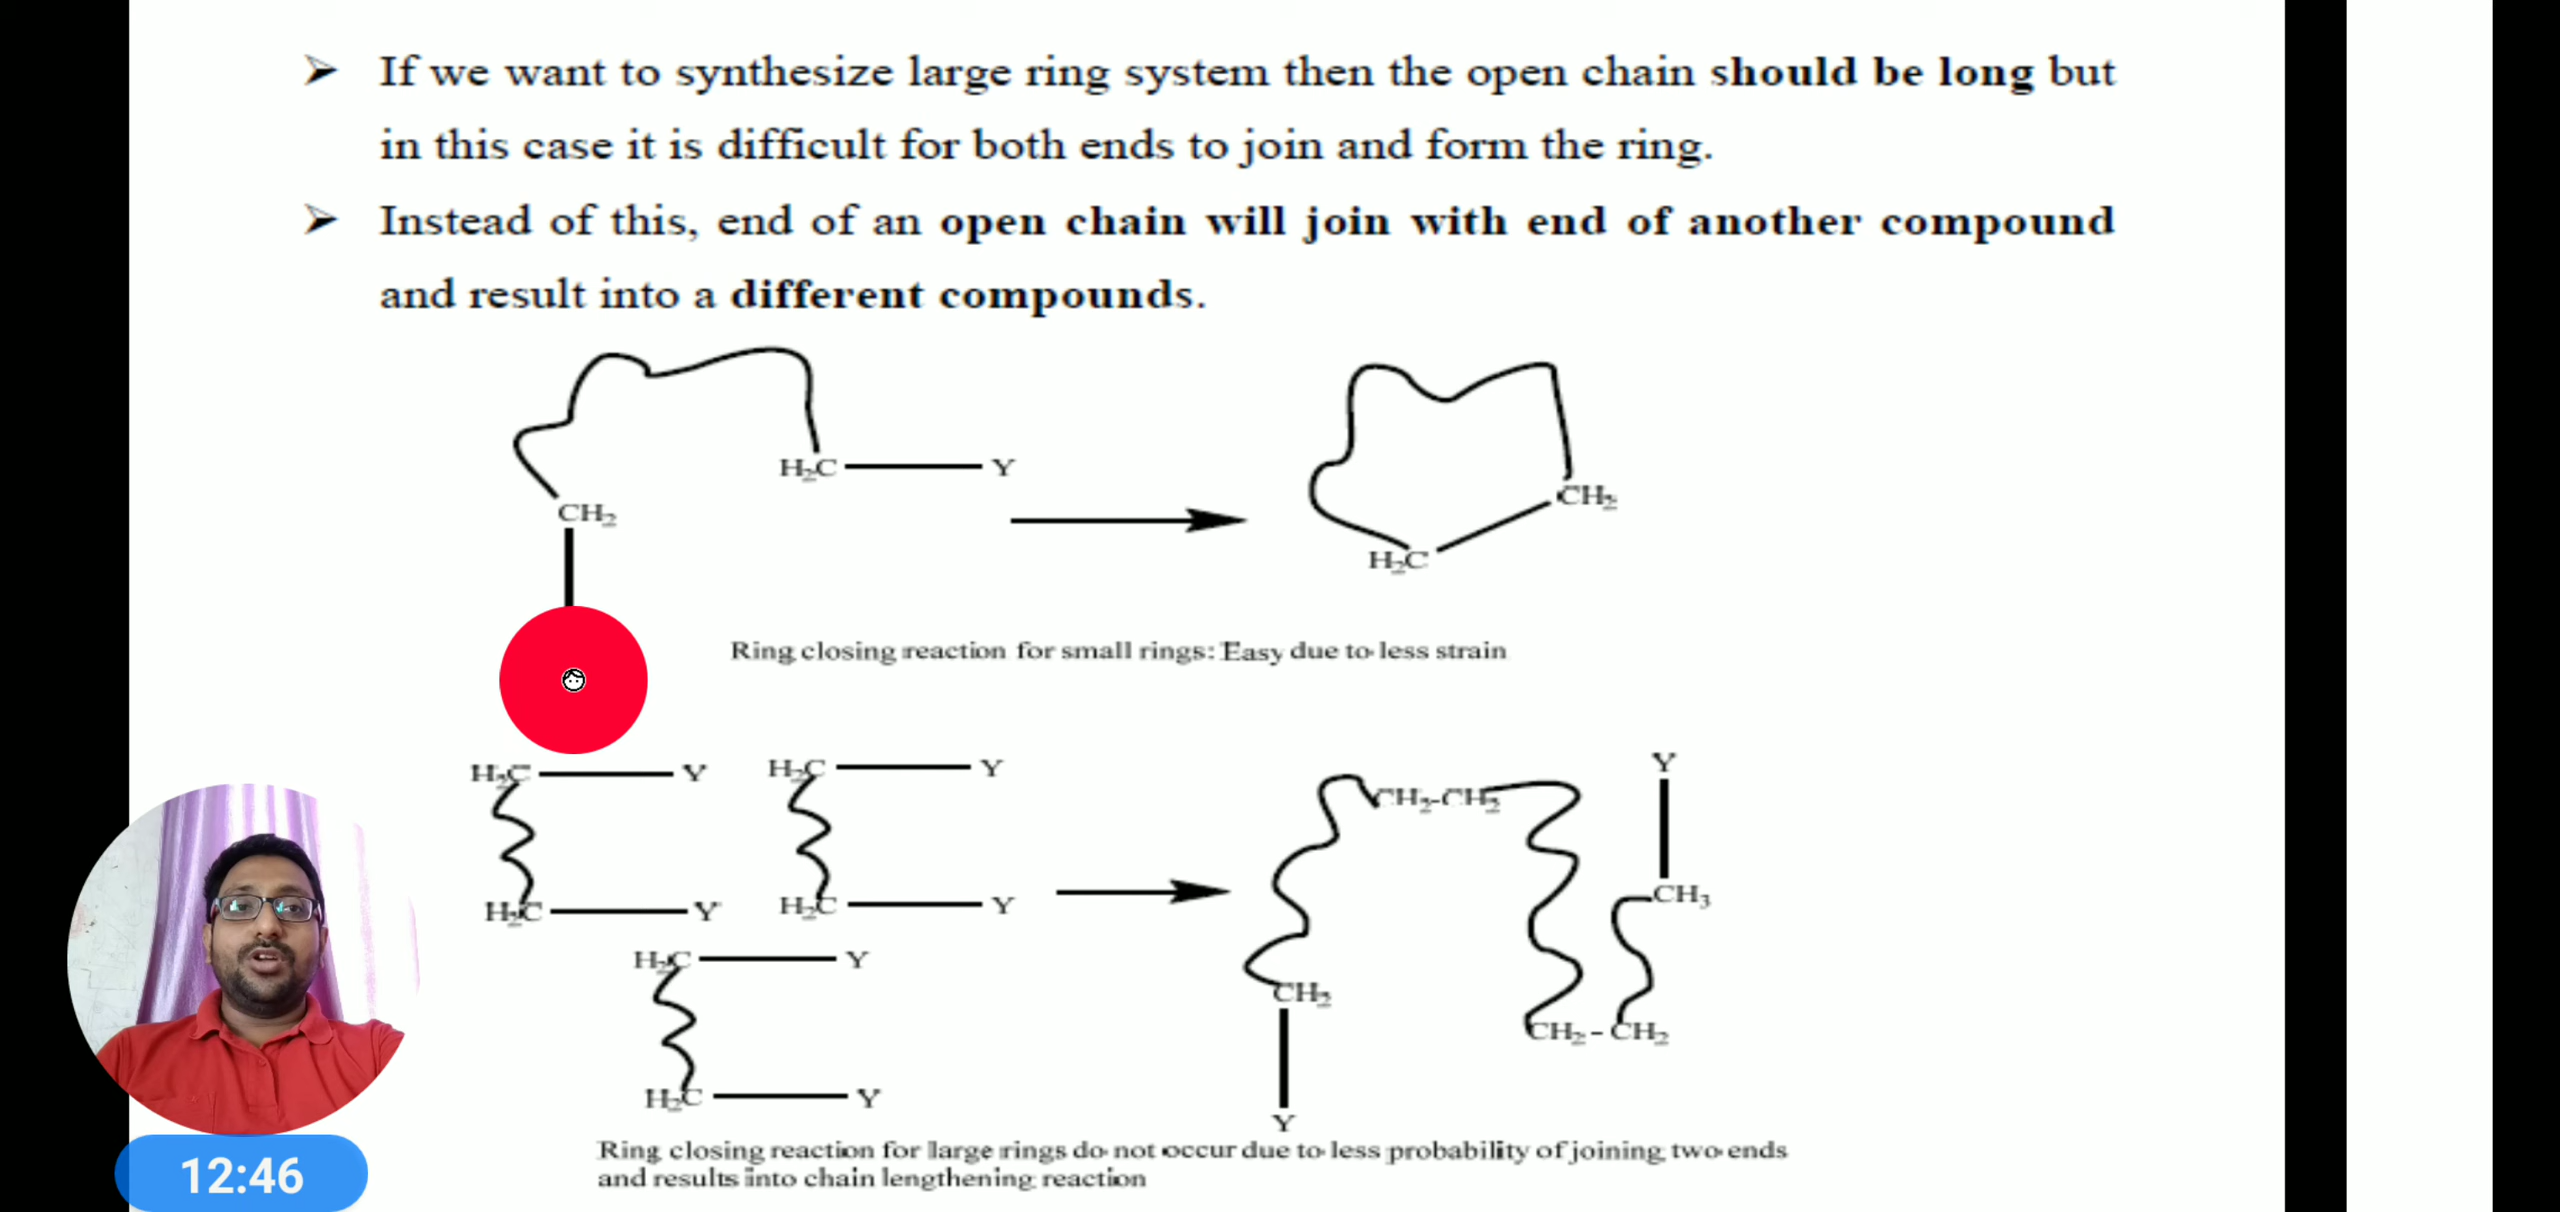 ➢ If we want to synthesize large ring system then the open chain should be long but
in this case it is difficult for both ends to join and form the ring.
➢ Instead of this, end of an open chain will join with end of another compound
and result into a different compounds.
H₂C Y
CH₂
CH₂
H₂C
Ring closing reaction for small rings: Easy due to less strain
H₂C Y H₂C Y
Y
CH₂-CH₂
CH₃
H₂C Y H₂C Y
H₂C Y
CH₂
CH₂-CH₂
H₂C Y
Y
Ring closing reaction for large rings do not occur due to less probability of joining two ends
and results into chain lengthening reaction
12:46